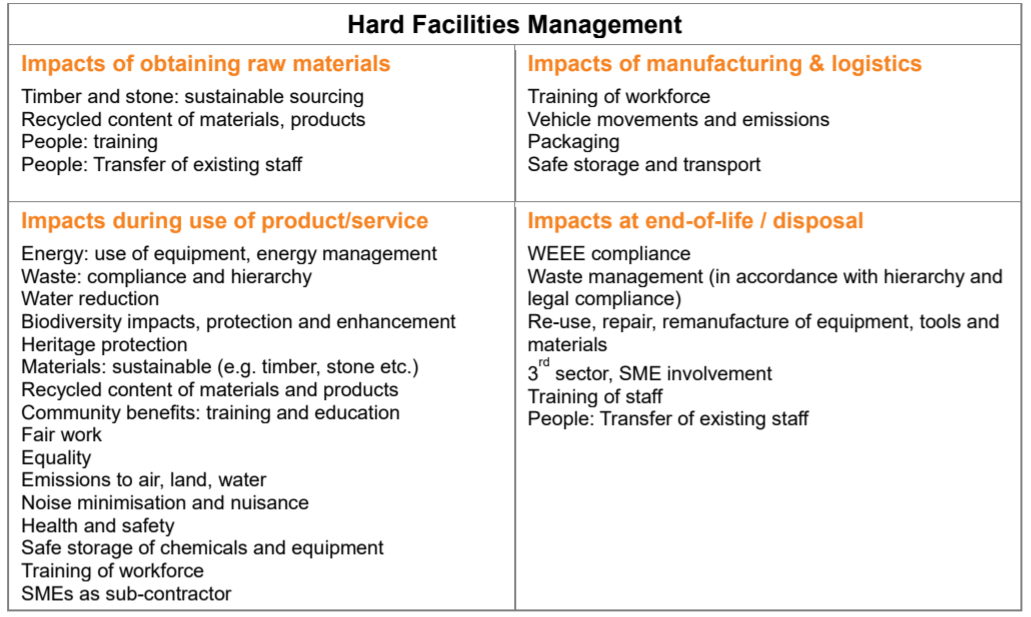 Hard Facilities Management
Impacts of obtaining raw materials
Timber and stone: sustainable sourcing
Recycled content of materials, products
People: training
People: Transfer of existing staff
Impacts of manufacturing & logistics
Training of workforce
Vehicle movements and emissions
Packaging
Safe storage and transport
Impacts during use of product/service
Energy: use of equipment, energy management
Waste: compliance and hierarchy
Water reduction
Biodiversity impacts, protection and enhancement
Heritage protection
Materials: sustainable (e.g. timber, stone etc.)
Recycled content of materials and products
Community benefits: training and education
Fair work
Equality
Emissions to air, land, water
Noise minimisation and nuisance
Health and safety
Safe storage of chemicals and equipment
Training of workforce
SMEs as sub-contractor
Impacts at end-of-life / disposal
WEEE compliance
Waste management (in accordance with hierarchy and
legal compliance)
Re-use, repair, remanufacture of equipment, tools and
materials
3rd sector, SME involvement
Training of staff
People: Transfer of existing staff